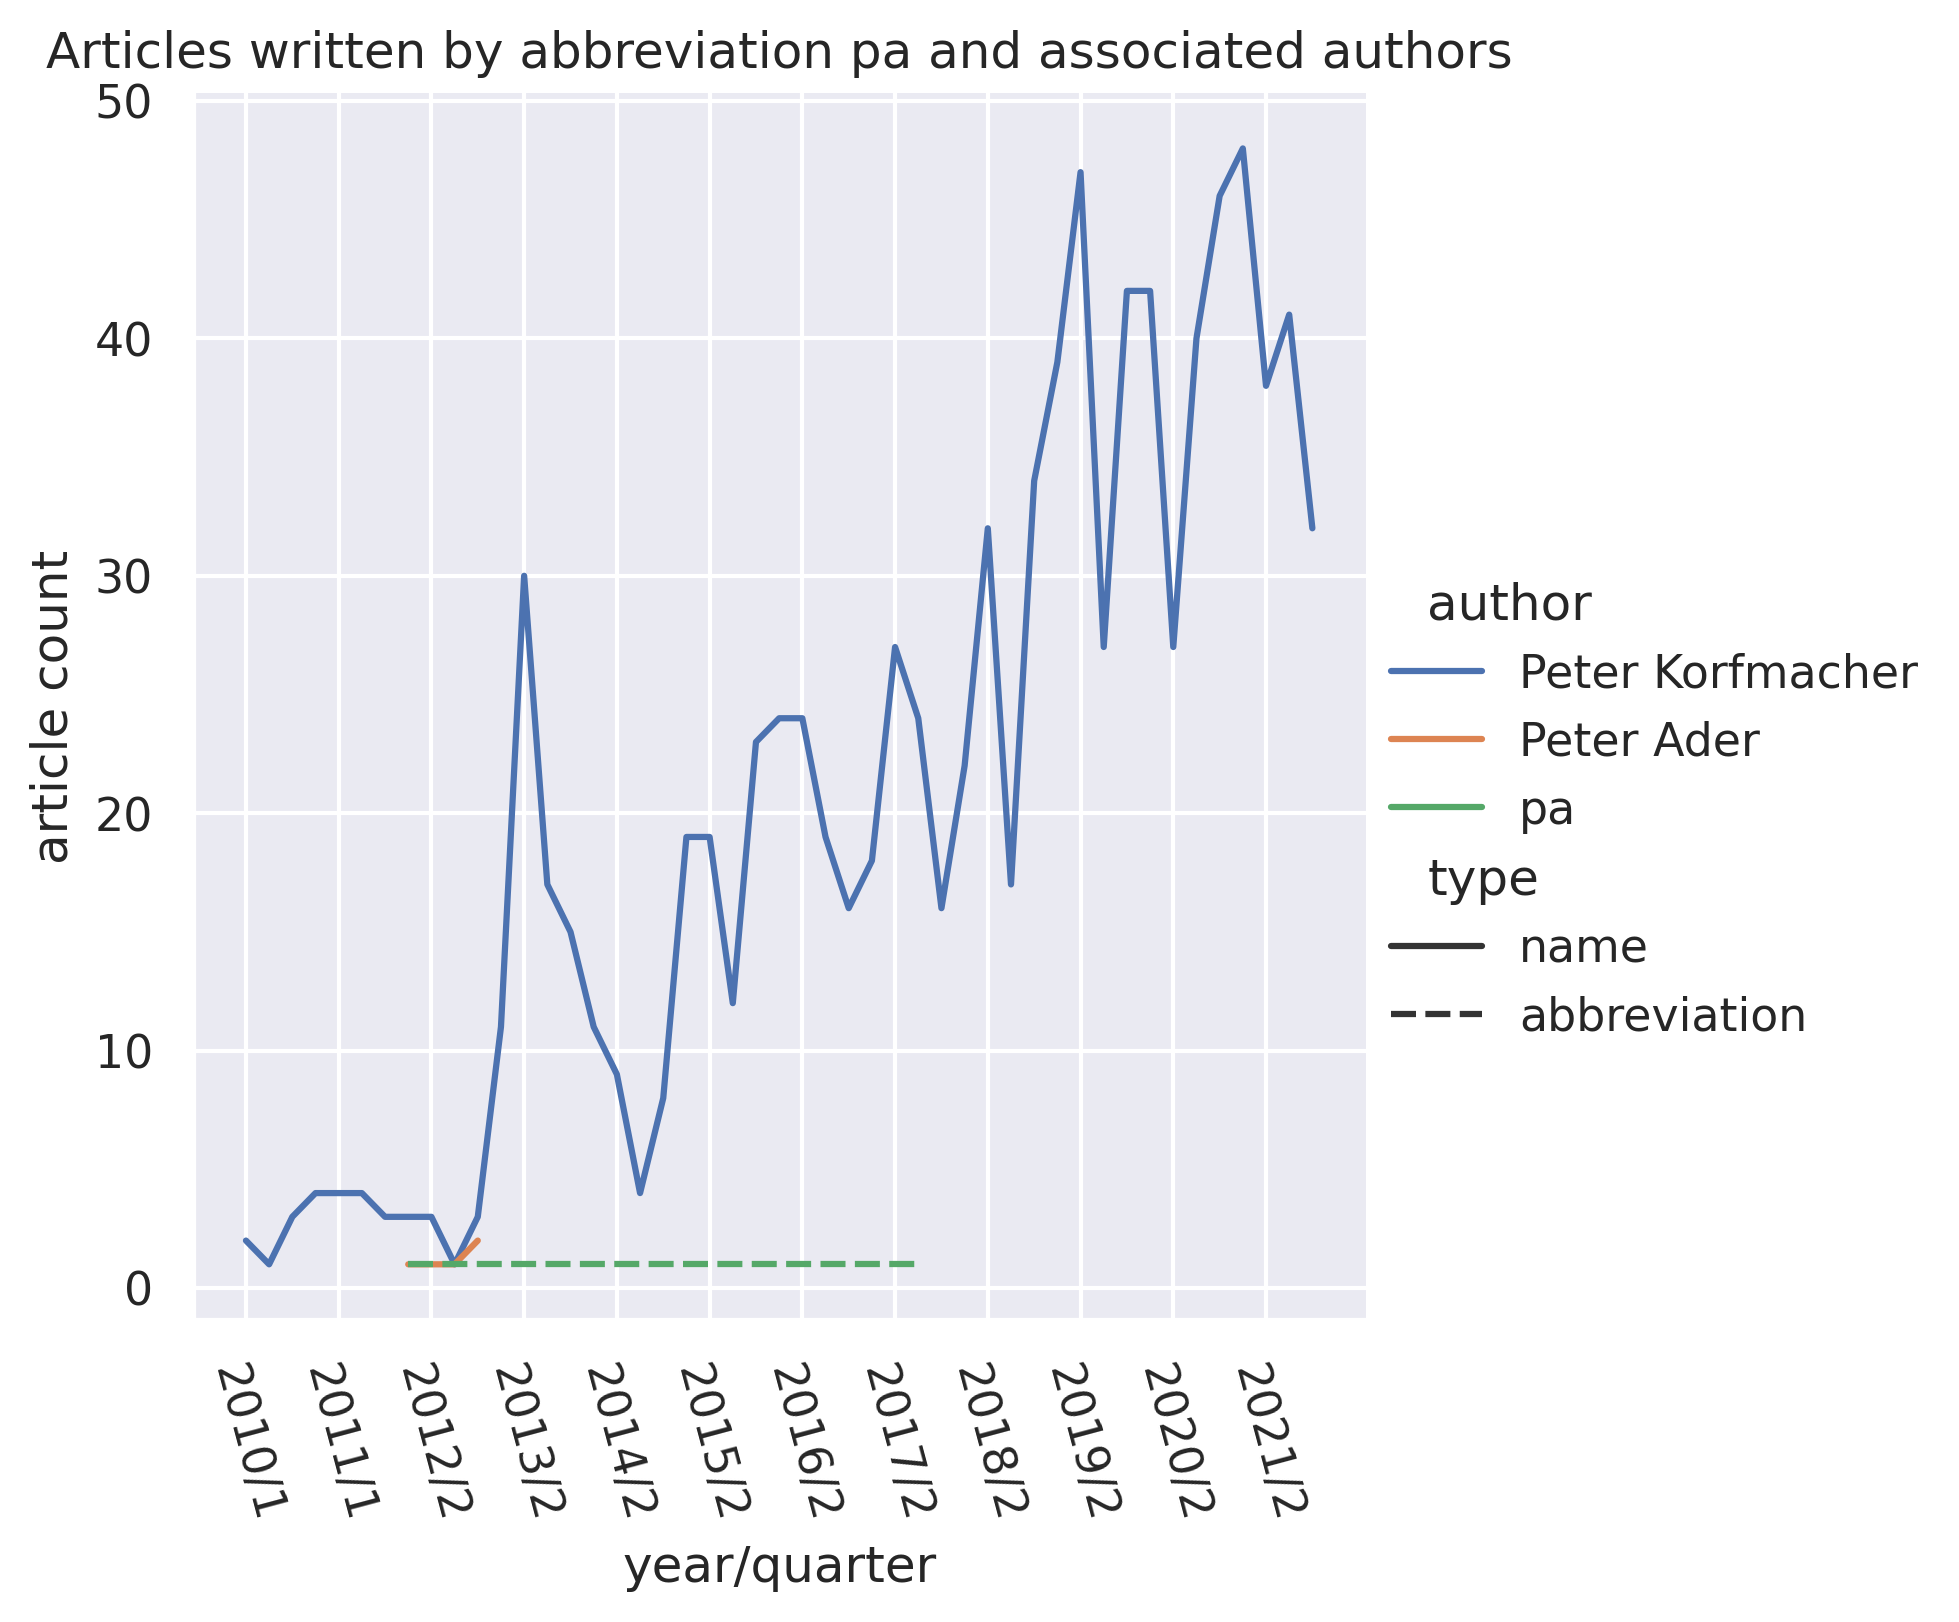 Articles written by abbreviation pa and associated authors
50
40
30
20
10
0
article count
2010/1
2011/1
2012/2
2013/2
2014/2
2015/2
2016/2
2017/2
2018/2
2019/2
2020/2
2021/2
year/quarter
author
Peter Korfmacher
Peter Ader
pa
type
name
abbreviation